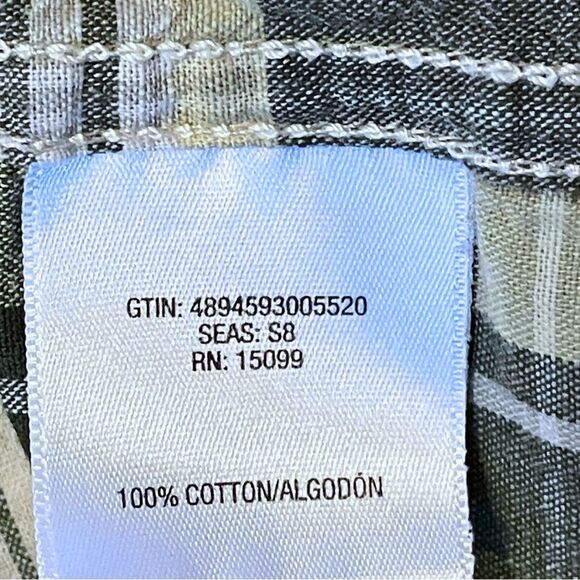 GTIN: 4894593005520
SEAS: S8
RN: 15099
100% COTTON/ALGODÓN